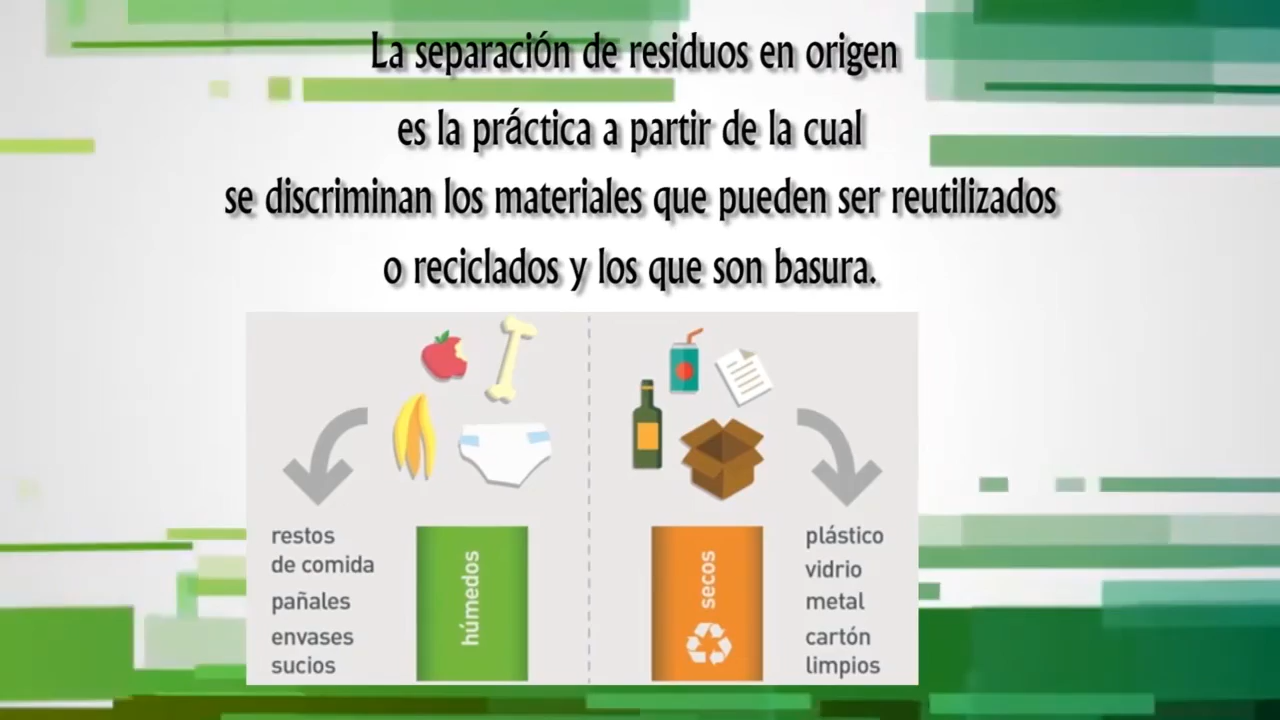 La separación de residuos en origen
es la práctica a partir de la cual
se discriminan los materiales que pueden ser reutilizados
o reciclados y los que son basura.
restos
de comida
pañales
envases
sucios
húmedos
secos
plástico
vidrio
metal
cartón
limpios